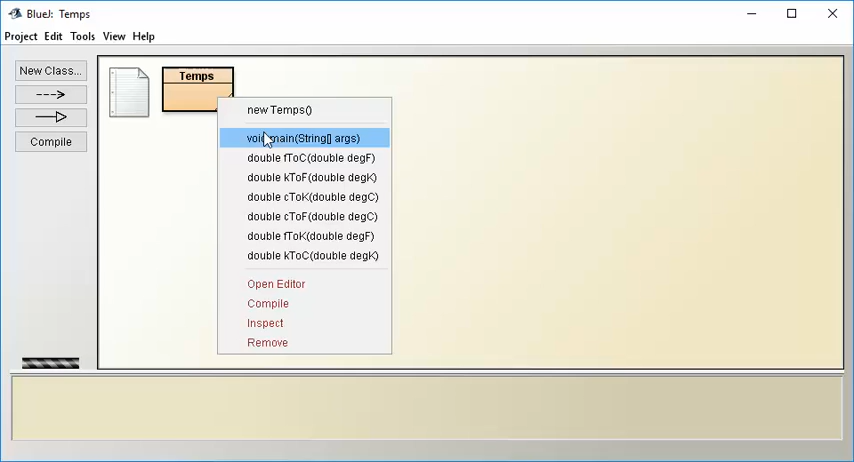 BlueJ: Temps
Project Edit Tools View Help
New Class...
Compile
Temps
new Temps()
void main(String[] args)
double fToC(double degF)
double kToF(double degK)
double cToK(double degC)
double cToF(double degC)
double fToK(double degF)
double kToC(double degK)
Open Editor
Compile
Inspect
Remove